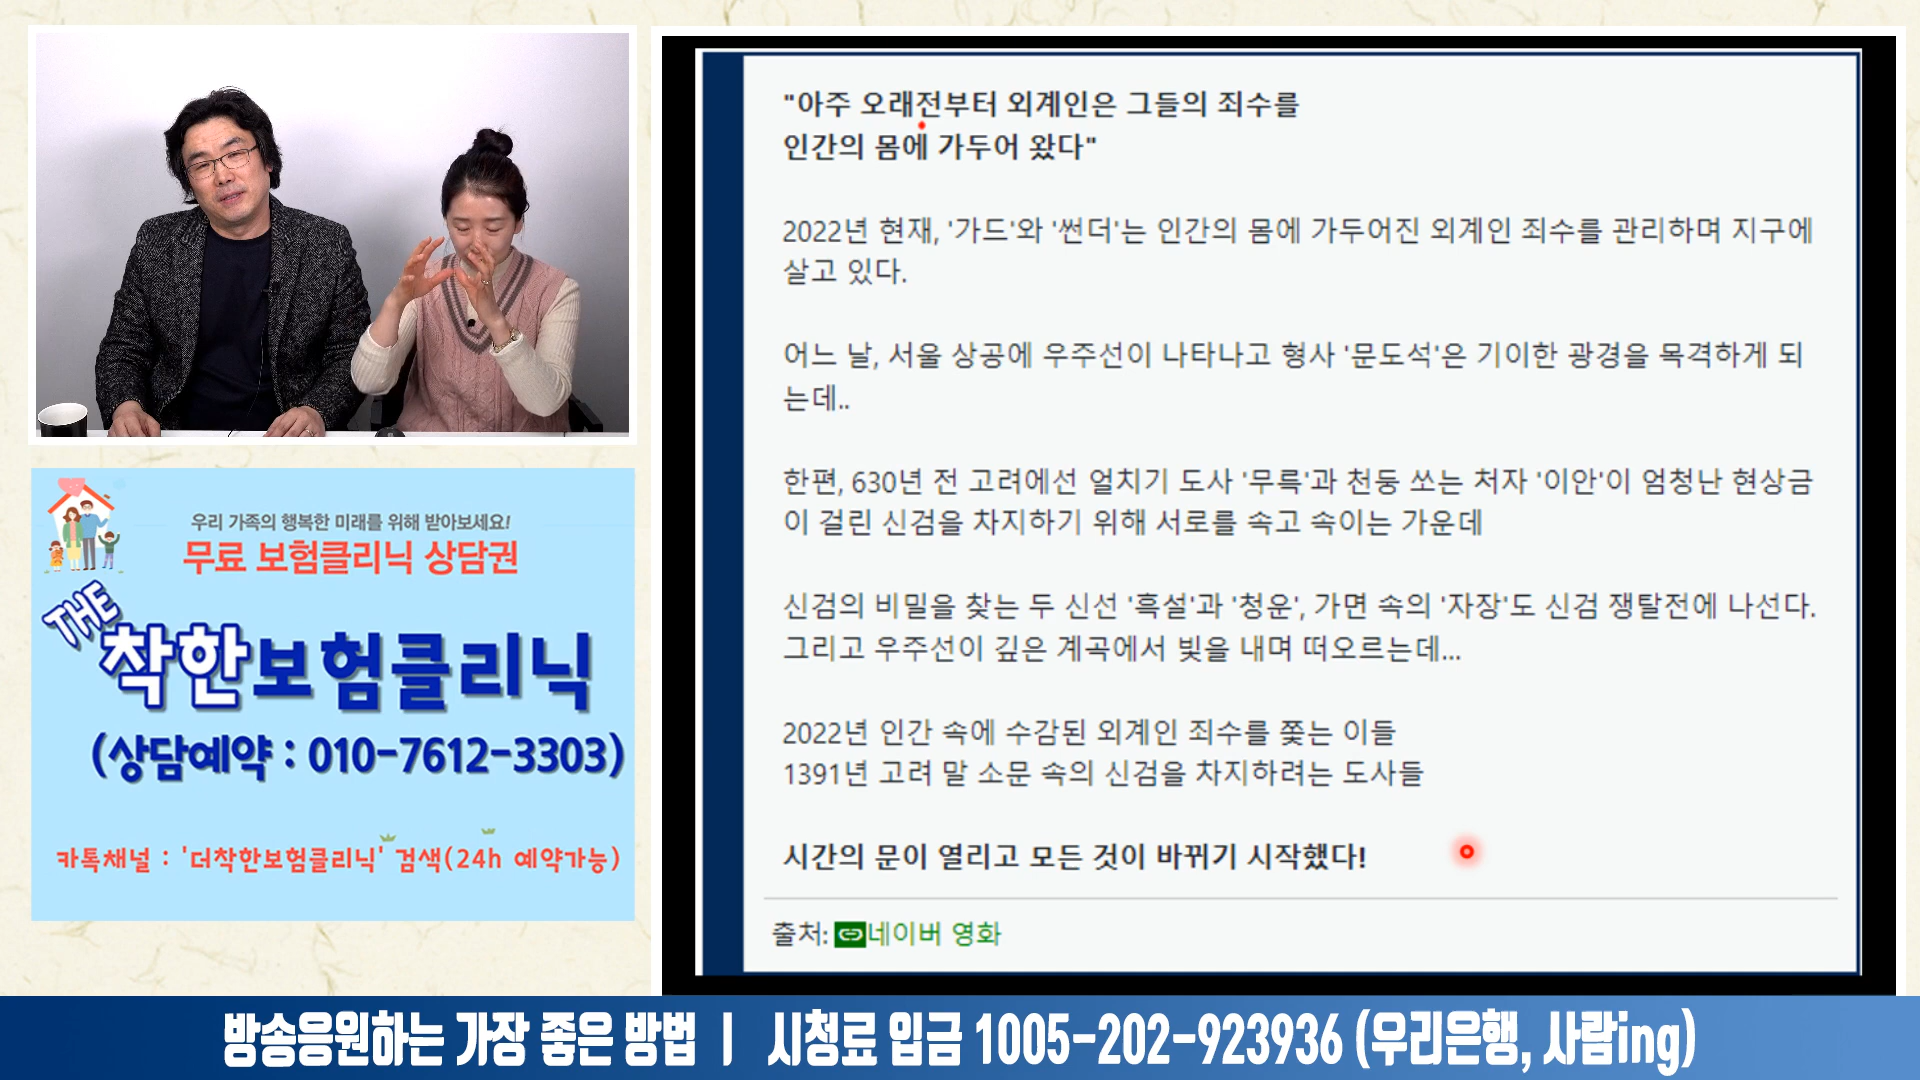 "아주 오래전부터 외계인은 그들의 죄수를
인간의 몸에 가두어 왔다"
2022년 현재, '가드'와 '썬더'는 인간의 몸에 가두어진 외계인 죄수를 관리하며 지구에
살고 있다.
어느 날, 서울 상공에 우주선이 나타나고 형사 '문도석'은 기이한 광경을 목격하게 되
는데..
한편, 630년 전 고려에선 얼치기 도사 '무륵'과 천둥 쏘는 처자 '이안'이 엄청난 현상금
이 걸린 신검을 차지하기 위해 서로를 속고 속이는 가운데
신검의 비밀을 찾는 두 신선 '흑설'과 '청운', 가면 속의 '자장'도 신검 쟁탈전에 나선다.
그리고 우주선이 깊은 계곡에서 빛을 내며 떠오르는데...
2022년 인간 속에 수감된 외계인 죄수를 쫓는 이들
1391년 고려 말 소문 속의 신검을 차지하려는 도사들
시간의 문이 열리고 모든 것이 바뀌기 시작했다!
출처: 네이버 영화
우리 가족의 행복한 미래를 위해 받아보세요!
무료 보험클리닉 상담권
THE
착한보험클리닉
(상담예약 : 010-7612-3303)
카톡채널 : '더착한보험클리닉' 검색(24h 예약가능)
방송응원하는 가장 좋은 방법 | 시청료 입금 1005-202-923936 (우리은행, 사람ing)